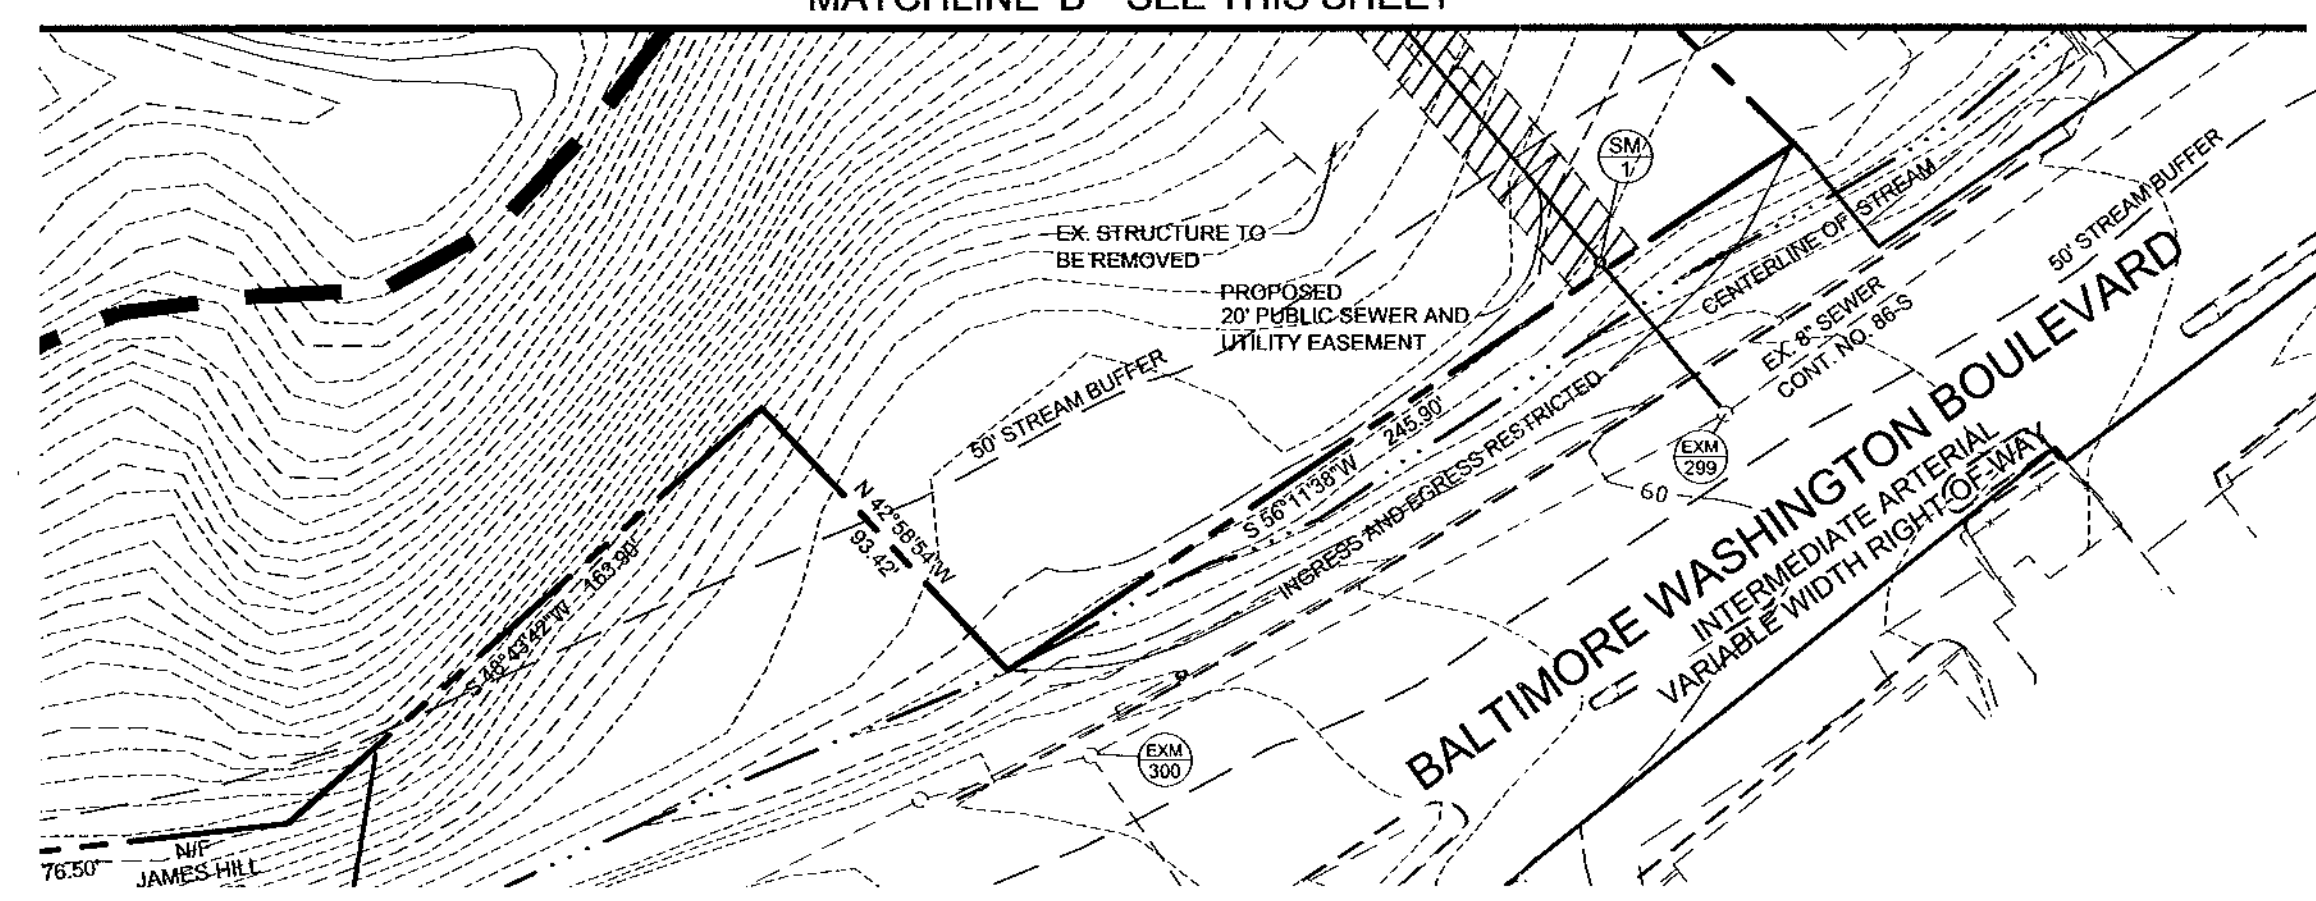 MATCHLINE 'B' - SEE THIS SHEET
SM
1
EX. STRUCTURE TO
BE REMOVED
PROPOSED
20' PUBLIC SEWER AND
UTILITY EASEMENT
CENTERLINE OF STREAM
50' STREAM BUFFER
EX. 8" SEWER
CONT. NO. 86-S
50' STREAM BUFFER
245.90'
S 56°11'38"W
INGRESS AND EGRESS RESTRICTED
EXM
299
60
BALTIMORE WASHINGTON BOULEVARD
INTERMEDIATE ARTERIAL
VARIABLE WIDTH RIGHT-OF-WAY
N 42°58'54"W
93.42'
163.90'
S 48°43'42"W
EXM
300
N/F
JAMES HILL
76.50'